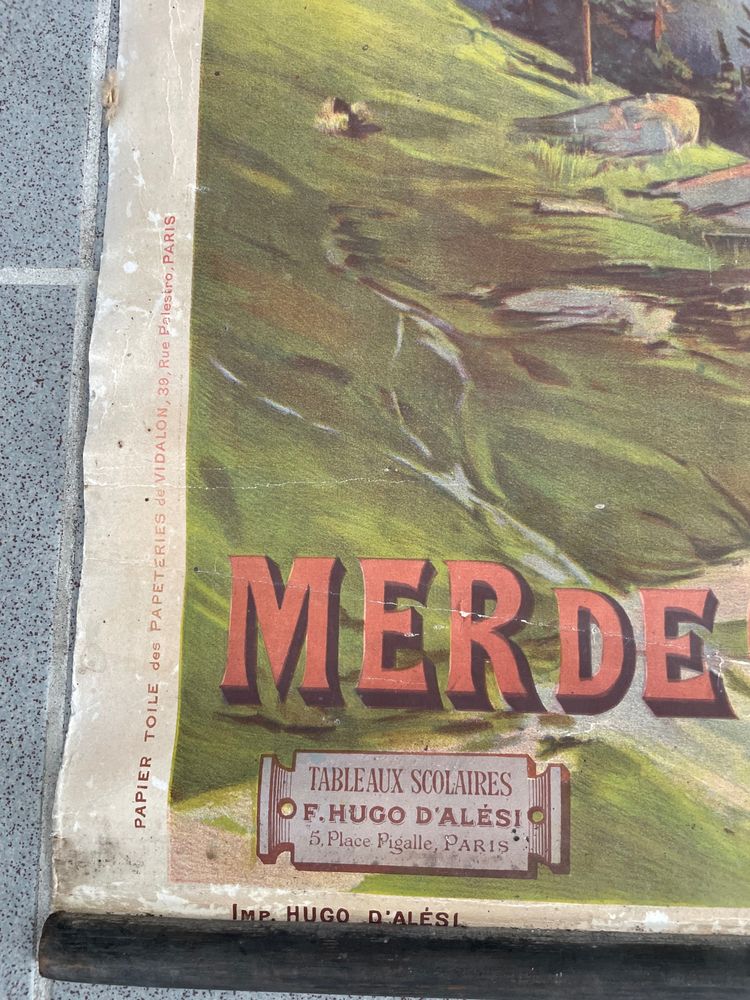 PAPIER TOILE des PAPETERIES de VIDALON, 39, Rue Palestro, PARIS
MER DE
TABLEAUX SCOLAIRES
F. HUGO D'ALÉSI
5, Place Pigalle, PARIS
IMP. HUGO D'ALÉSI